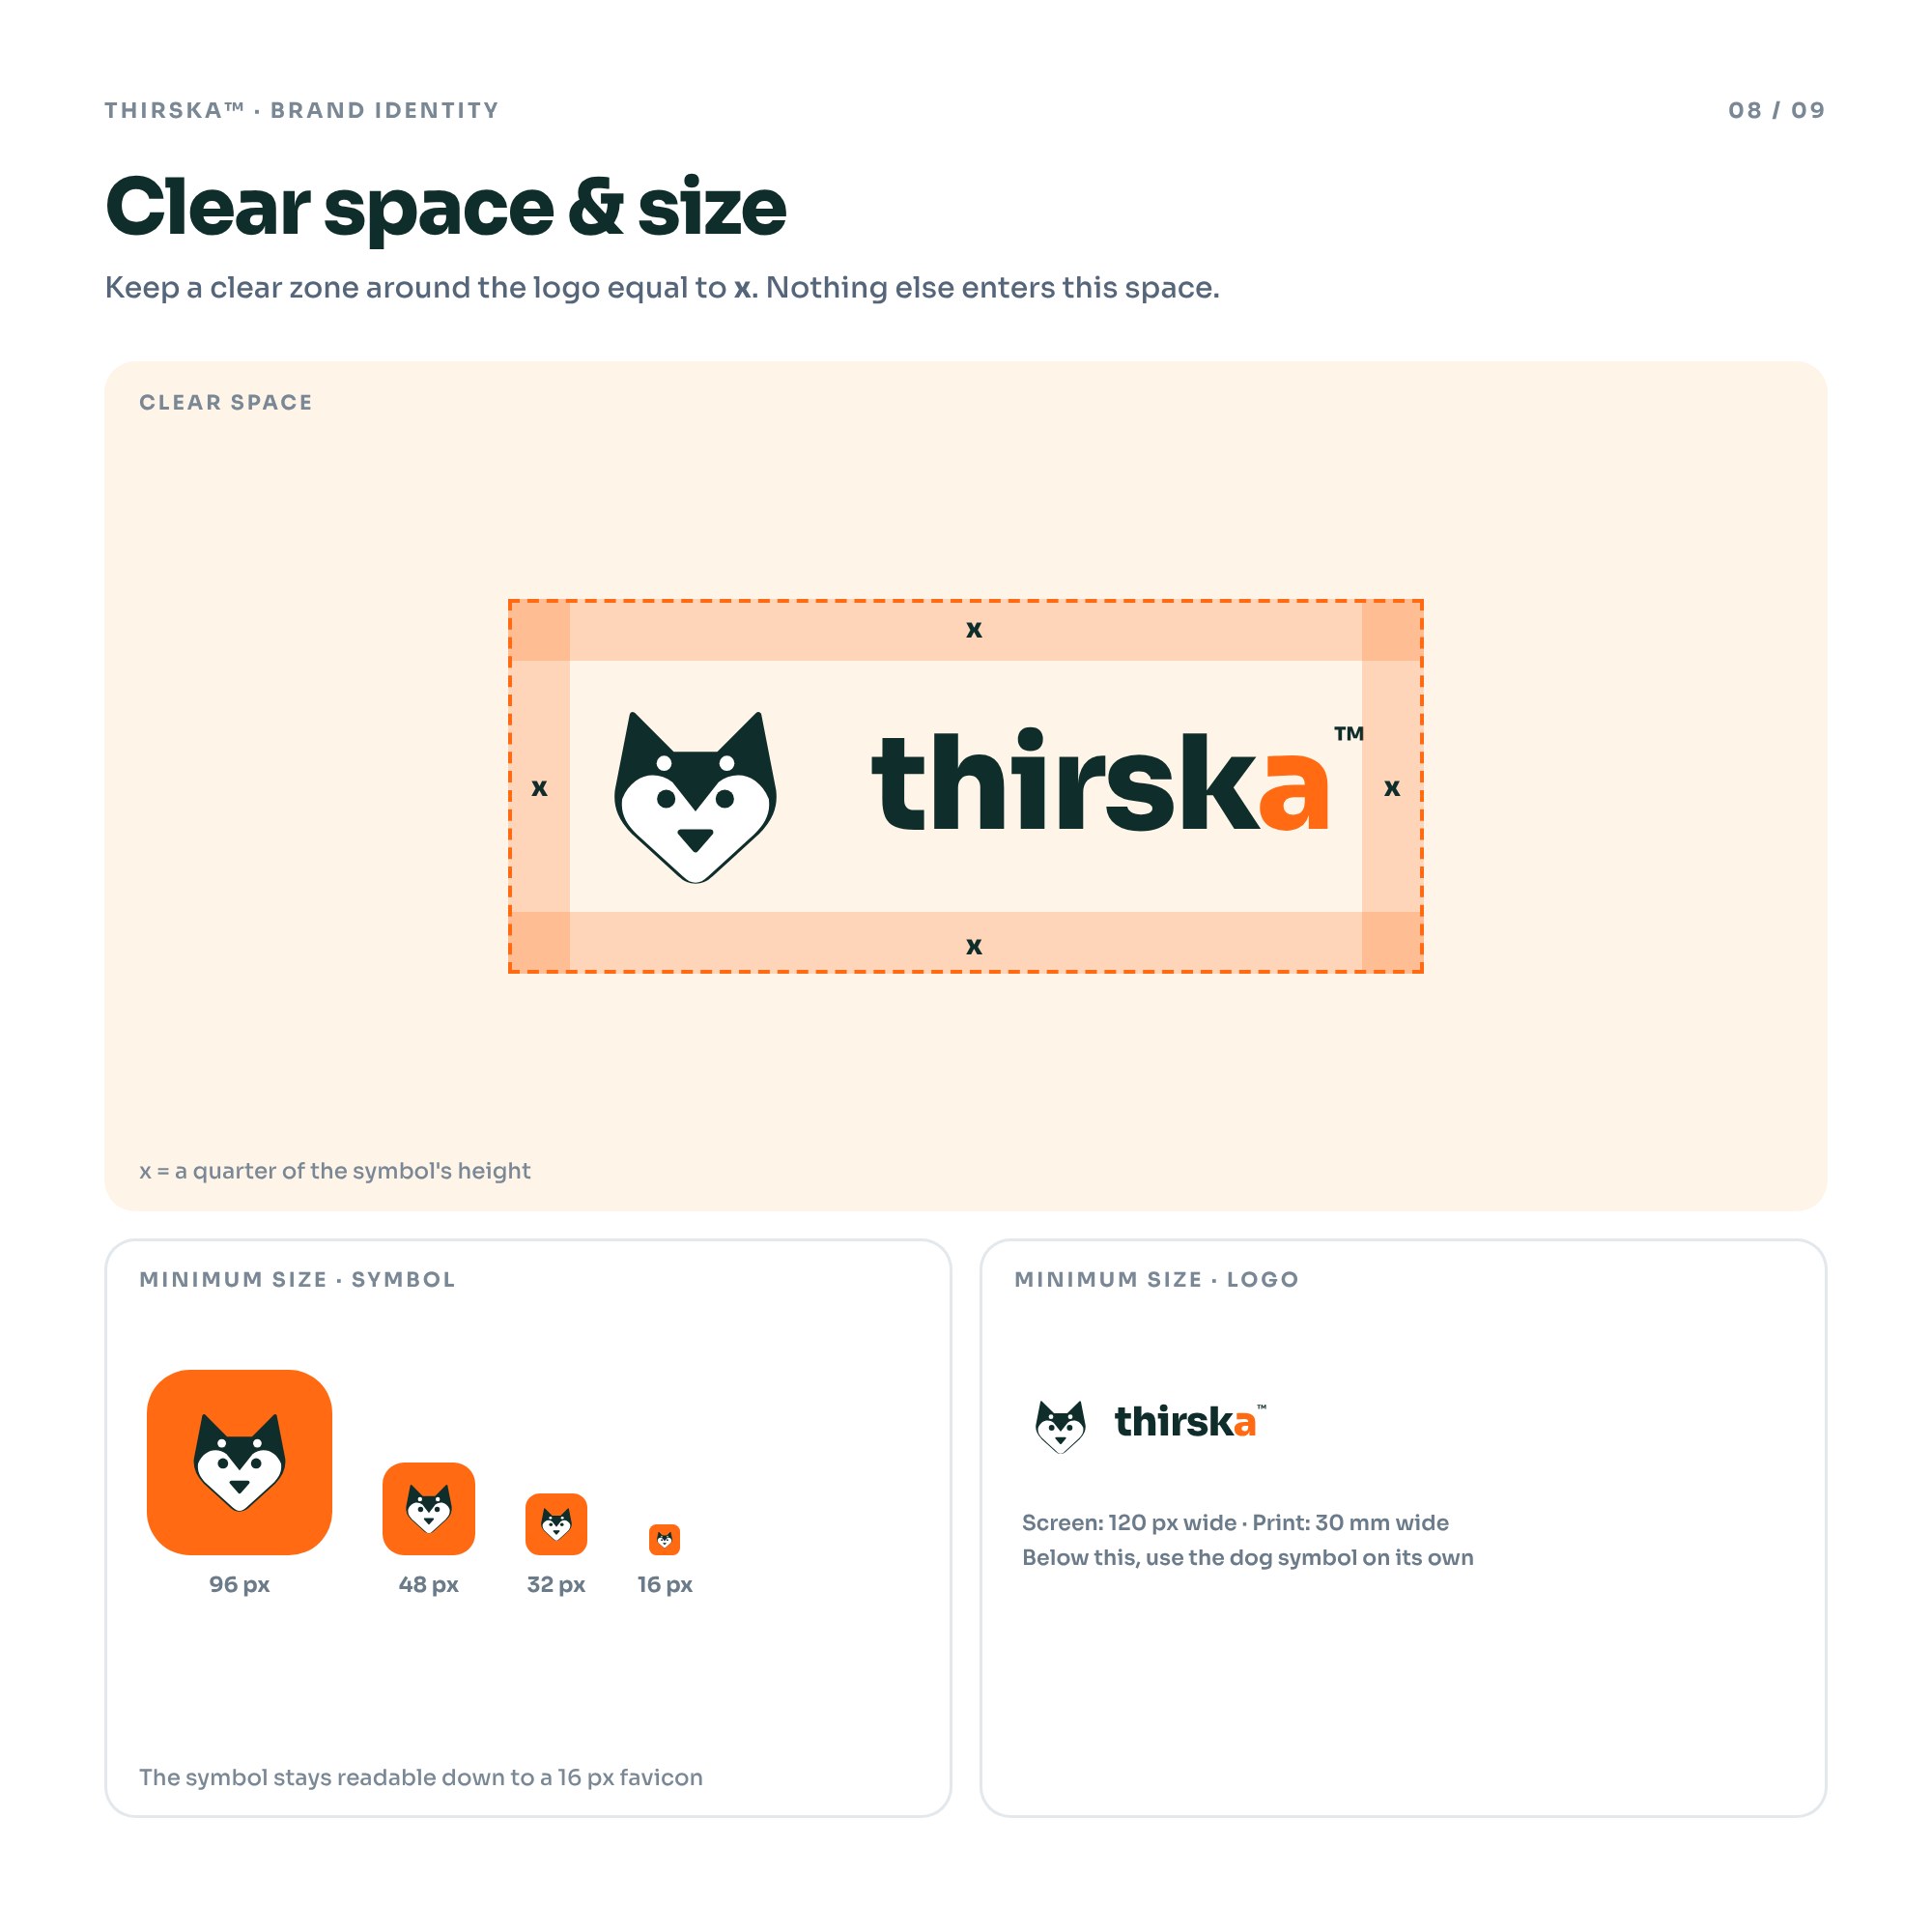 THIRSKA™ · BRAND IDENTITY
08 / 09
Clear space & size
Keep a clear zone around the logo equal to x. Nothing else enters this space.
CLEAR SPACE
x
x
thirska™
x
x
x = a quarter of the symbol's height
MINIMUM SIZE · SYMBOL
96 px
48 px
32 px
16 px
The symbol stays readable down to a 16 px favicon
MINIMUM SIZE · LOGO
thirska™
Screen: 120 px wide · Print: 30 mm wide
Below this, use the dog symbol on its own